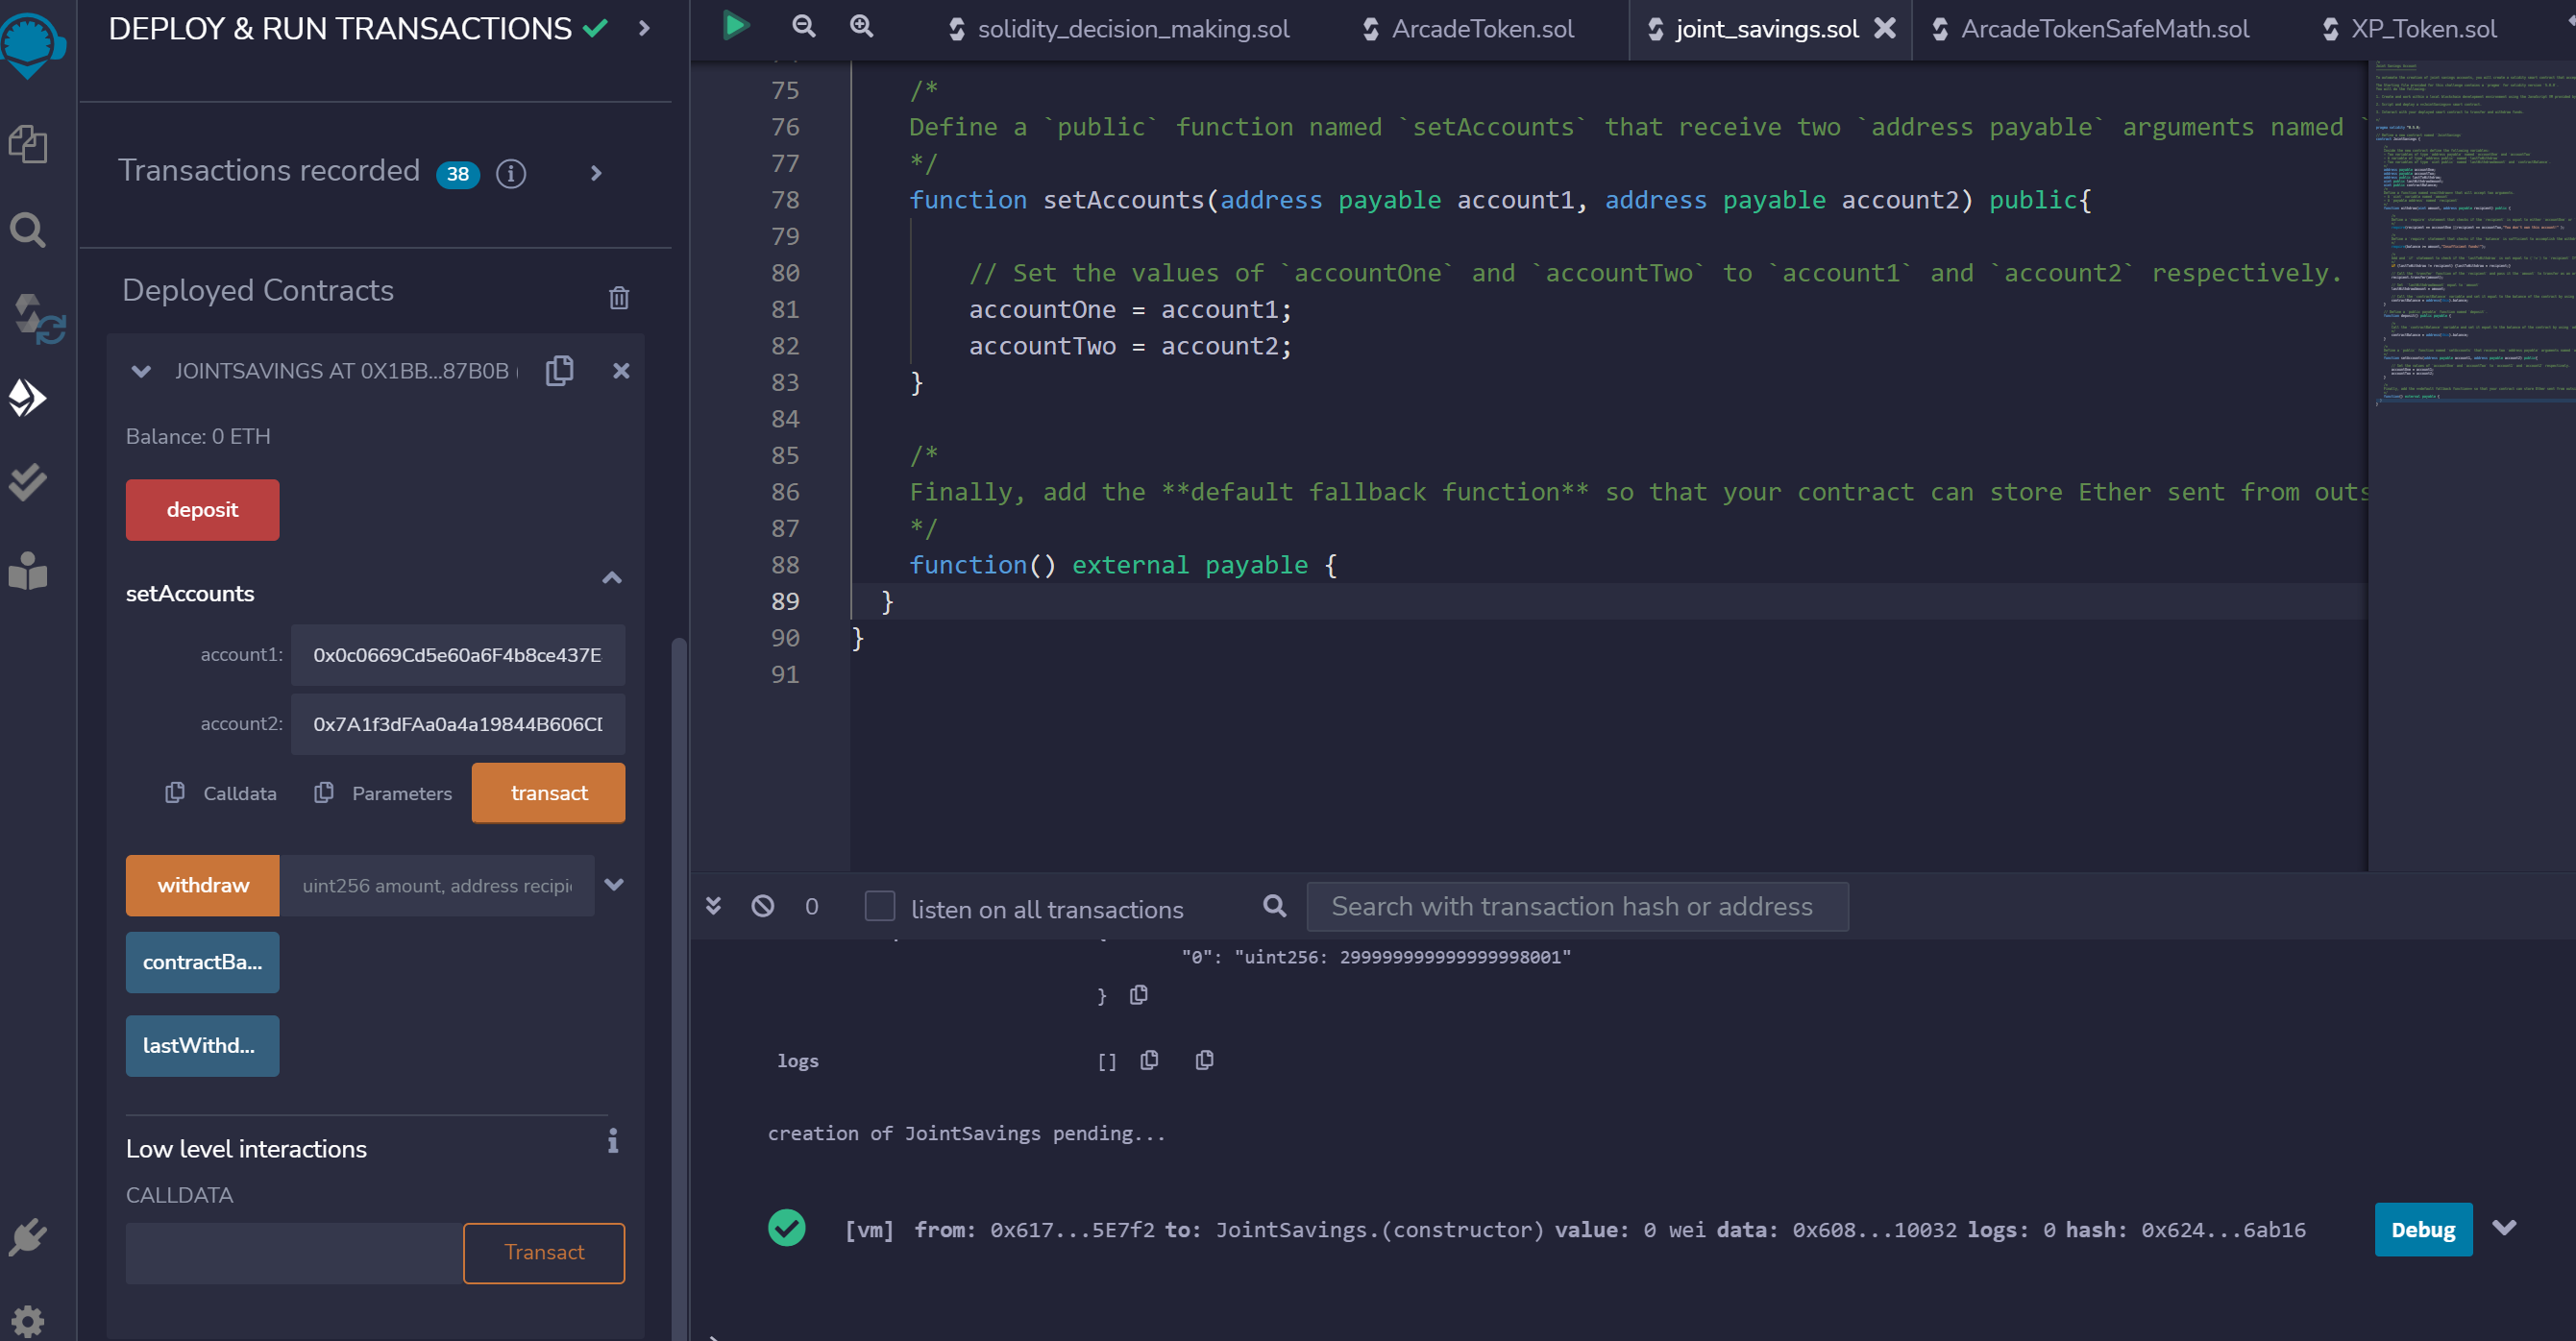 DEPLOY & RUN TRANSACTIONS
Transactions recorded 38
Deployed Contracts
JOINTSAVINGS AT 0X1BB...87B0B
Balance: 0 ETH
deposit
setAccounts
account1: 0x0c0669Cd5e60a6F4b8ce437E
account2: 0x7A1f3dFAa0a4a19844B606CD
Calldata Parameters transact
withdraw uint256 amount, address recipi
contractBa...
lastWithd...
Low level interactions
CALLDATA
Transact
solidity_decision_making.sol ArcadeToken.sol joint_savings.sol ArcadeTokenSafeMath.sol XP_Token.sol
75 /*
76 Define a `public` function named `setAccounts` that receive two `address payable` arguments named `
77 */
78 function setAccounts(address payable account1, address payable account2) public{
79
80 // Set the values of `accountOne` and `accountTwo` to `account1` and `account2` respectively.
81 accountOne = account1;
82 accountTwo = account2;
83 }
84
85 /*
86 Finally, add the **default fallback function** so that your contract can store Ether sent from outs
87 */
88 function() external payable {
89 }
90 }
91
0 listen on all transactions Search with transaction hash or address
"0": "uint256: 299999999999999998001"
}
logs []
creation of JointSavings pending...
[vm] from: 0x617...5E7f2 to: JointSavings.(constructor) value: 0 wei data: 0x608...10032 logs: 0 hash: 0x624...6ab16 Debug